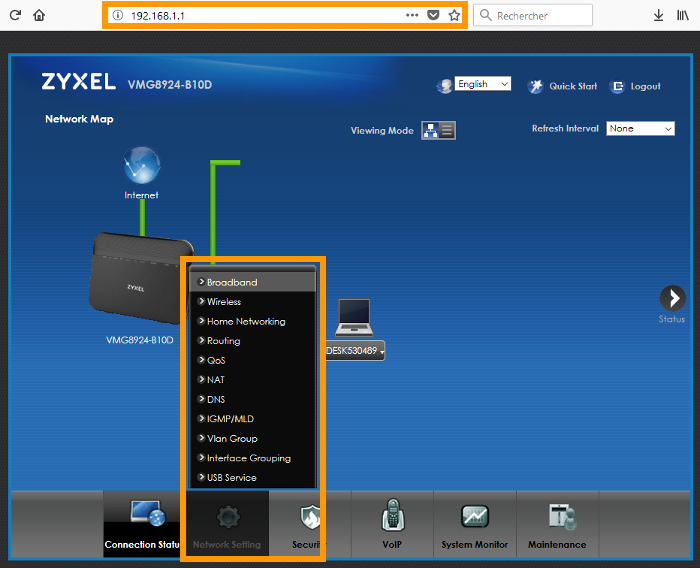 192.168.1.1
Rechercher
ZYXEL VMG8924-B10D
English
Quick Start
Logout
Network Map
Viewing Mode
Refresh Interval
None
Internet
ZYXEL
VMG8924-B10D
Broadband
Wireless
Home Networking
Routing
QoS
NAT
DNS
IGMP/MLD
Vlan Group
Interface Grouping
USB Service
DESK530489
Status
Connection Status
Network Setting
Security
VoIP
System Monitor
Maintenance